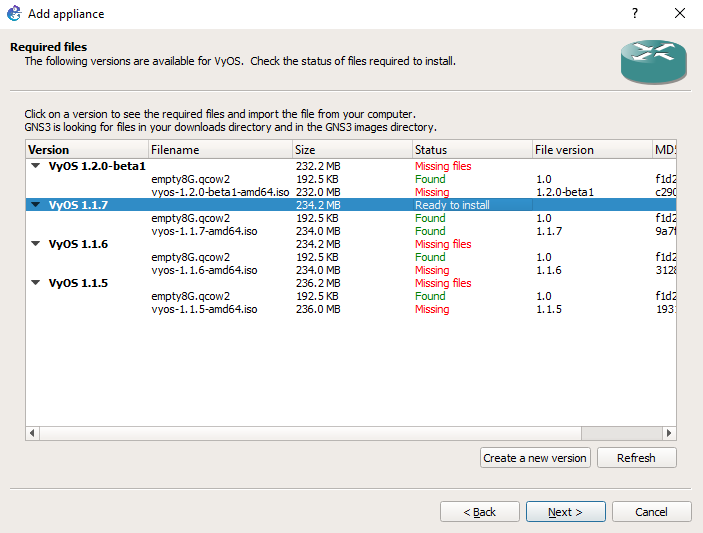 Add appliance
Required files
The following versions are available for VyOS. Check the status of files required to install.
Click on a version to see the required files and import the file from your computer.
GNS3 is looking for files in your downloads directory and in the GNS3 images directory.
Version Filename Size Status File version MD5
VyOS 1.2.0-beta1 232.2 MB Missing files
empty8G.qcow2 192.5 KB Found 1.0 f1d2
vyos-1.2.0-beta1-amd64.iso 232.0 MB Missing 1.2.0-beta1 c290
VyOS 1.1.7 234.2 MB Ready to install
empty8G.qcow2 192.5 KB Found 1.0 f1d2
vyos-1.1.7-amd64.iso 234.0 MB Found 1.1.7 9a7f
VyOS 1.1.6 234.2 MB Missing files
empty8G.qcow2 192.5 KB Found 1.0 f1d2
vyos-1.1.6-amd64.iso 234.0 MB Missing 1.1.6 3128
VyOS 1.1.5 236.2 MB Missing files
empty8G.qcow2 192.5 KB Found 1.0 f1d2
vyos-1.1.5-amd64.iso 236.0 MB Missing 1.1.5 193
Create a new version Refresh
< Back Next > Cancel